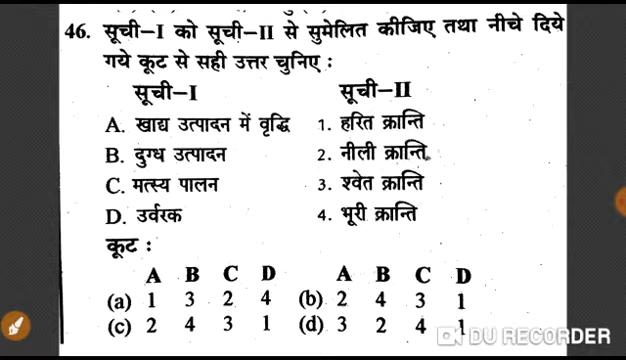 46. सूची–I को सूची–II से सुमेलित कीजिए तथा नीचे दिये
गये कूट से सही उत्तर चुनिए :
सूची–I सूची–II
A. खाद्य उत्पादन में वृद्धि 1. हरित क्रान्ति
B. दुग्ध उत्पादन 2. नीली क्रान्ति
C. मत्स्य पालन 3. श्वेत क्रान्ति
D. उर्वरक 4. भूरी क्रान्ति
कूट :
A B C D A B C D
(a) 1 3 2 4 (b) 2 4 3 1
(c) 2 4 3 1 (d) 3 2 4 1
DU RECORDER